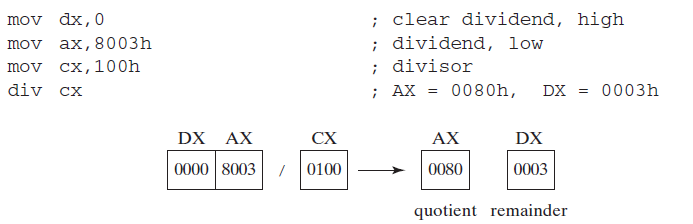 mov dx,0 ; clear dividend, high
mov ax,8003h ; dividend, low
mov cx,100h ; divisor
div cx ; AX = 0080h, DX = 0003h
DX AX CX AX DX
0000 8003 / 0100 0080 0003
quotient remainder